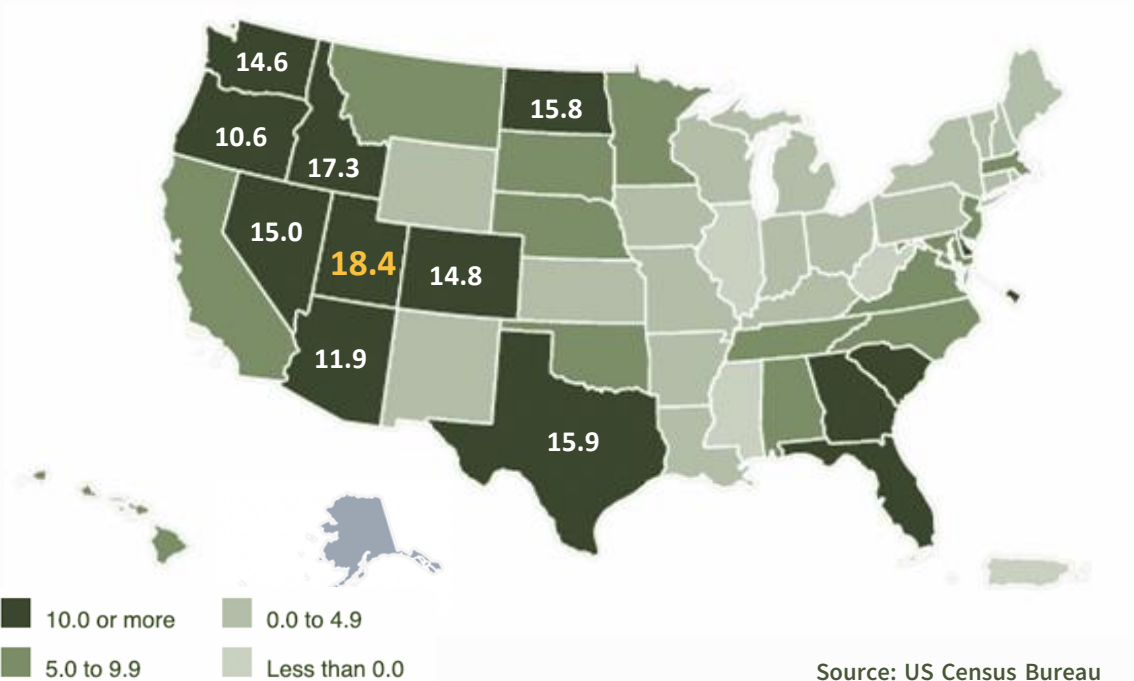 14.6
15.8
10.6
17.3
15.0
18.4
14.8
11.9
15.9
10.0 or more
0.0 to 4.9
5.0 to 9.9
Less than 0.0
Source: US Census Bureau